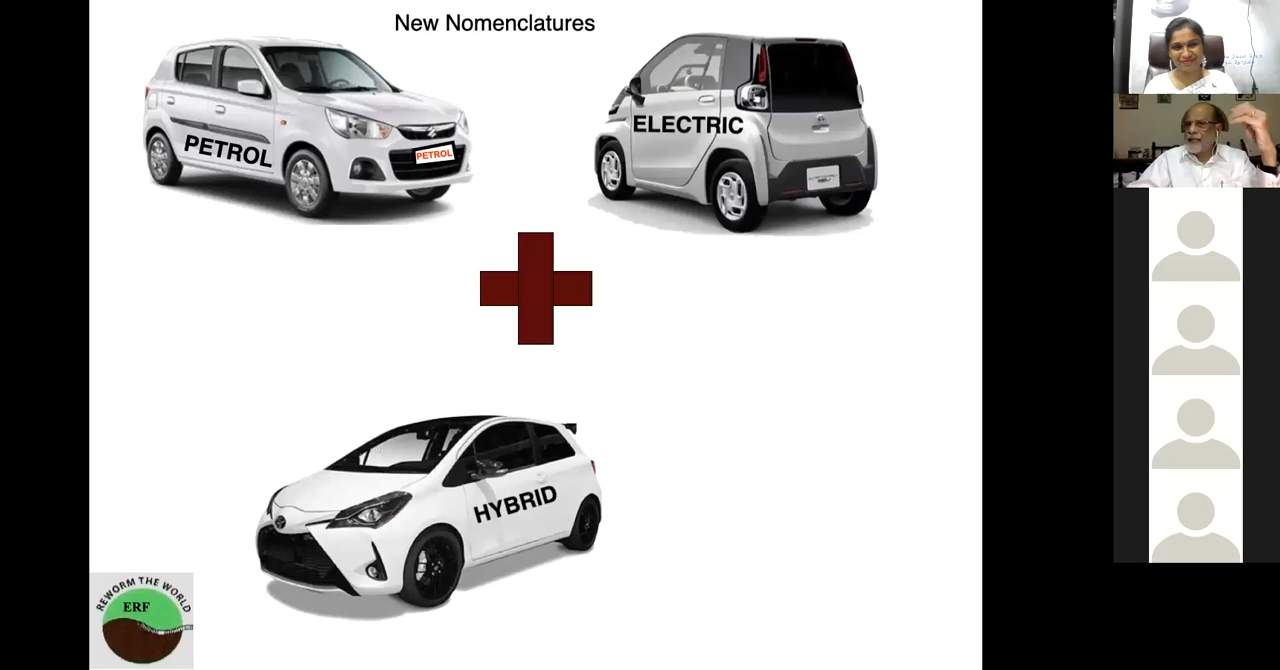 New Nomenclatures
PETROL
PETROL
ELECTRIC
HYBRID
REWORM THE WORLD
ERF